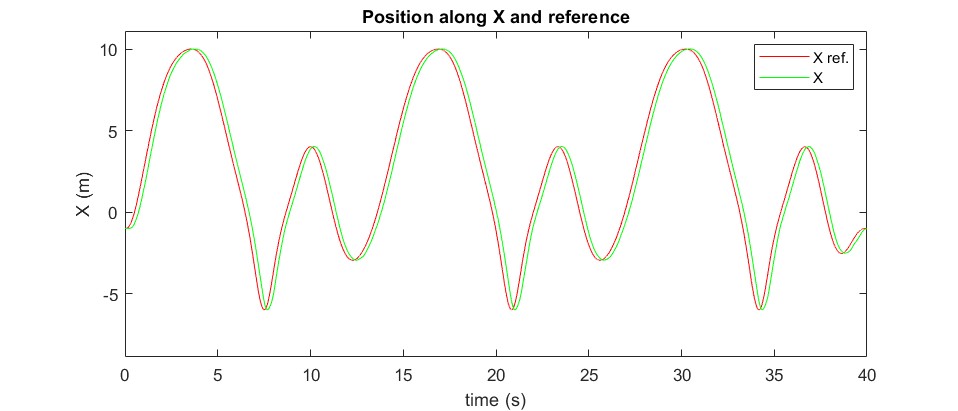 Position along X and reference
X ref.
X
10
5
0
-5
X (m)
0 5 10 15 20 25 30 35 40
time (s)